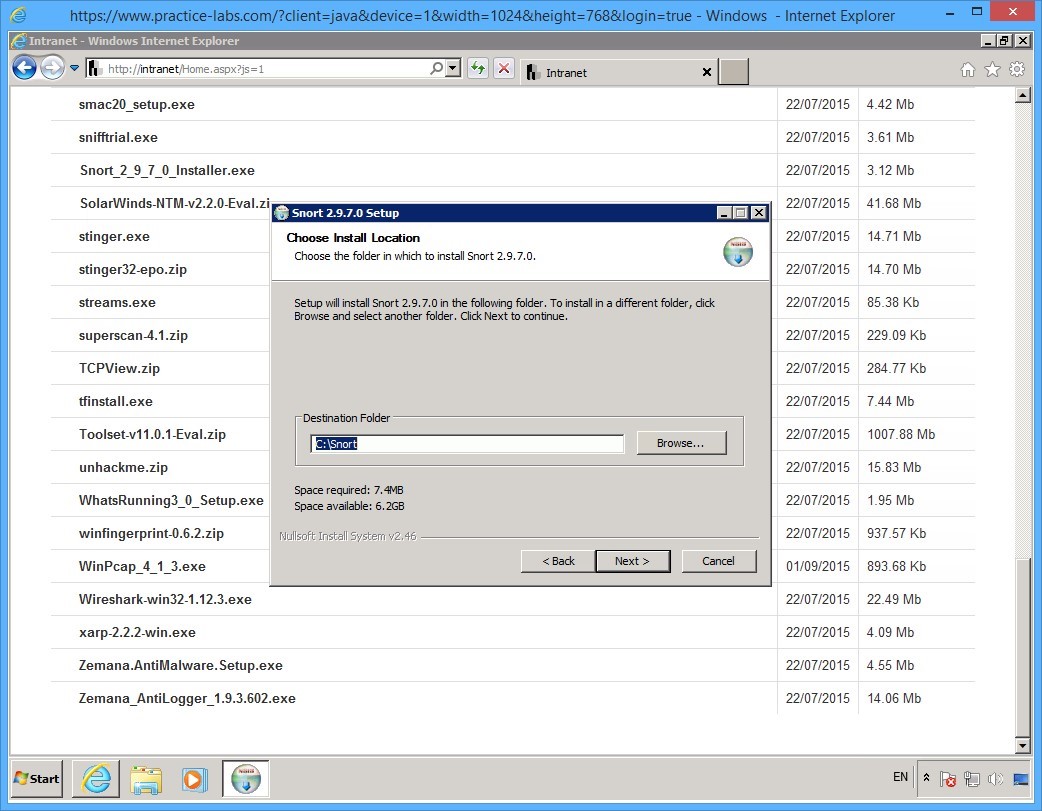 https://www.practice-labs.com/?client=java&device=1&width=1024&height=768&login=true - Windows - Internet Explorer
Intranet - Windows Internet Explorer
http://intranet/Home.aspx?js=1
Intranet
smac20_setup.exe 22/07/2015 4.42 Mb
snifftrial.exe 22/07/2015 3.61 Mb
Snort_2_9_7_0_Installer.exe 22/07/2015 3.12 Mb
SolarWinds-NTM-v2.2.0-Eval.zi 22/07/2015 41.68 Mb
stinger.exe 22/07/2015 14.71 Mb
stinger32-epo.zip 22/07/2015 14.70 Mb
streams.exe 22/07/2015 85.38 Kb
superscan-4.1.zip 22/07/2015 229.09 Kb
TCPView.zip 22/07/2015 284.77 Kb
tfinstall.exe 22/07/2015 7.44 Mb
Toolset-v11.0.1-Eval.zip 22/07/2015 1007.88 Mb
unhackme.zip 22/07/2015 15.83 Mb
WhatsRunning3_0_Setup.exe 22/07/2015 1.95 Mb
winfingerprint-0.6.2.zip 22/07/2015 937.57 Kb
WinPcap_4_1_3.exe 01/09/2015 893.68 Kb
Wireshark-win32-1.12.3.exe 22/07/2015 22.49 Mb
xarp-2.2.2-win.exe 22/07/2015 4.09 Mb
Zemana.AntiMalware.Setup.exe 22/07/2015 4.55 Mb
Zemana_AntiLogger_1.9.3.602.exe 22/07/2015 14.06 Mb
Snort 2.9.7.0 Setup
Choose Install Location
Choose the folder in which to install Snort 2.9.7.0.
Setup will install Snort 2.9.7.0 in the following folder. To install in a different folder, click
Browse and select another folder. Click Next to continue.
Destination Folder
C:\Snort
Browse...
Space required: 7.4MB
Space available: 6.2GB
Nullsoft Install System v2.46
< Back Next > Cancel
Start
EN